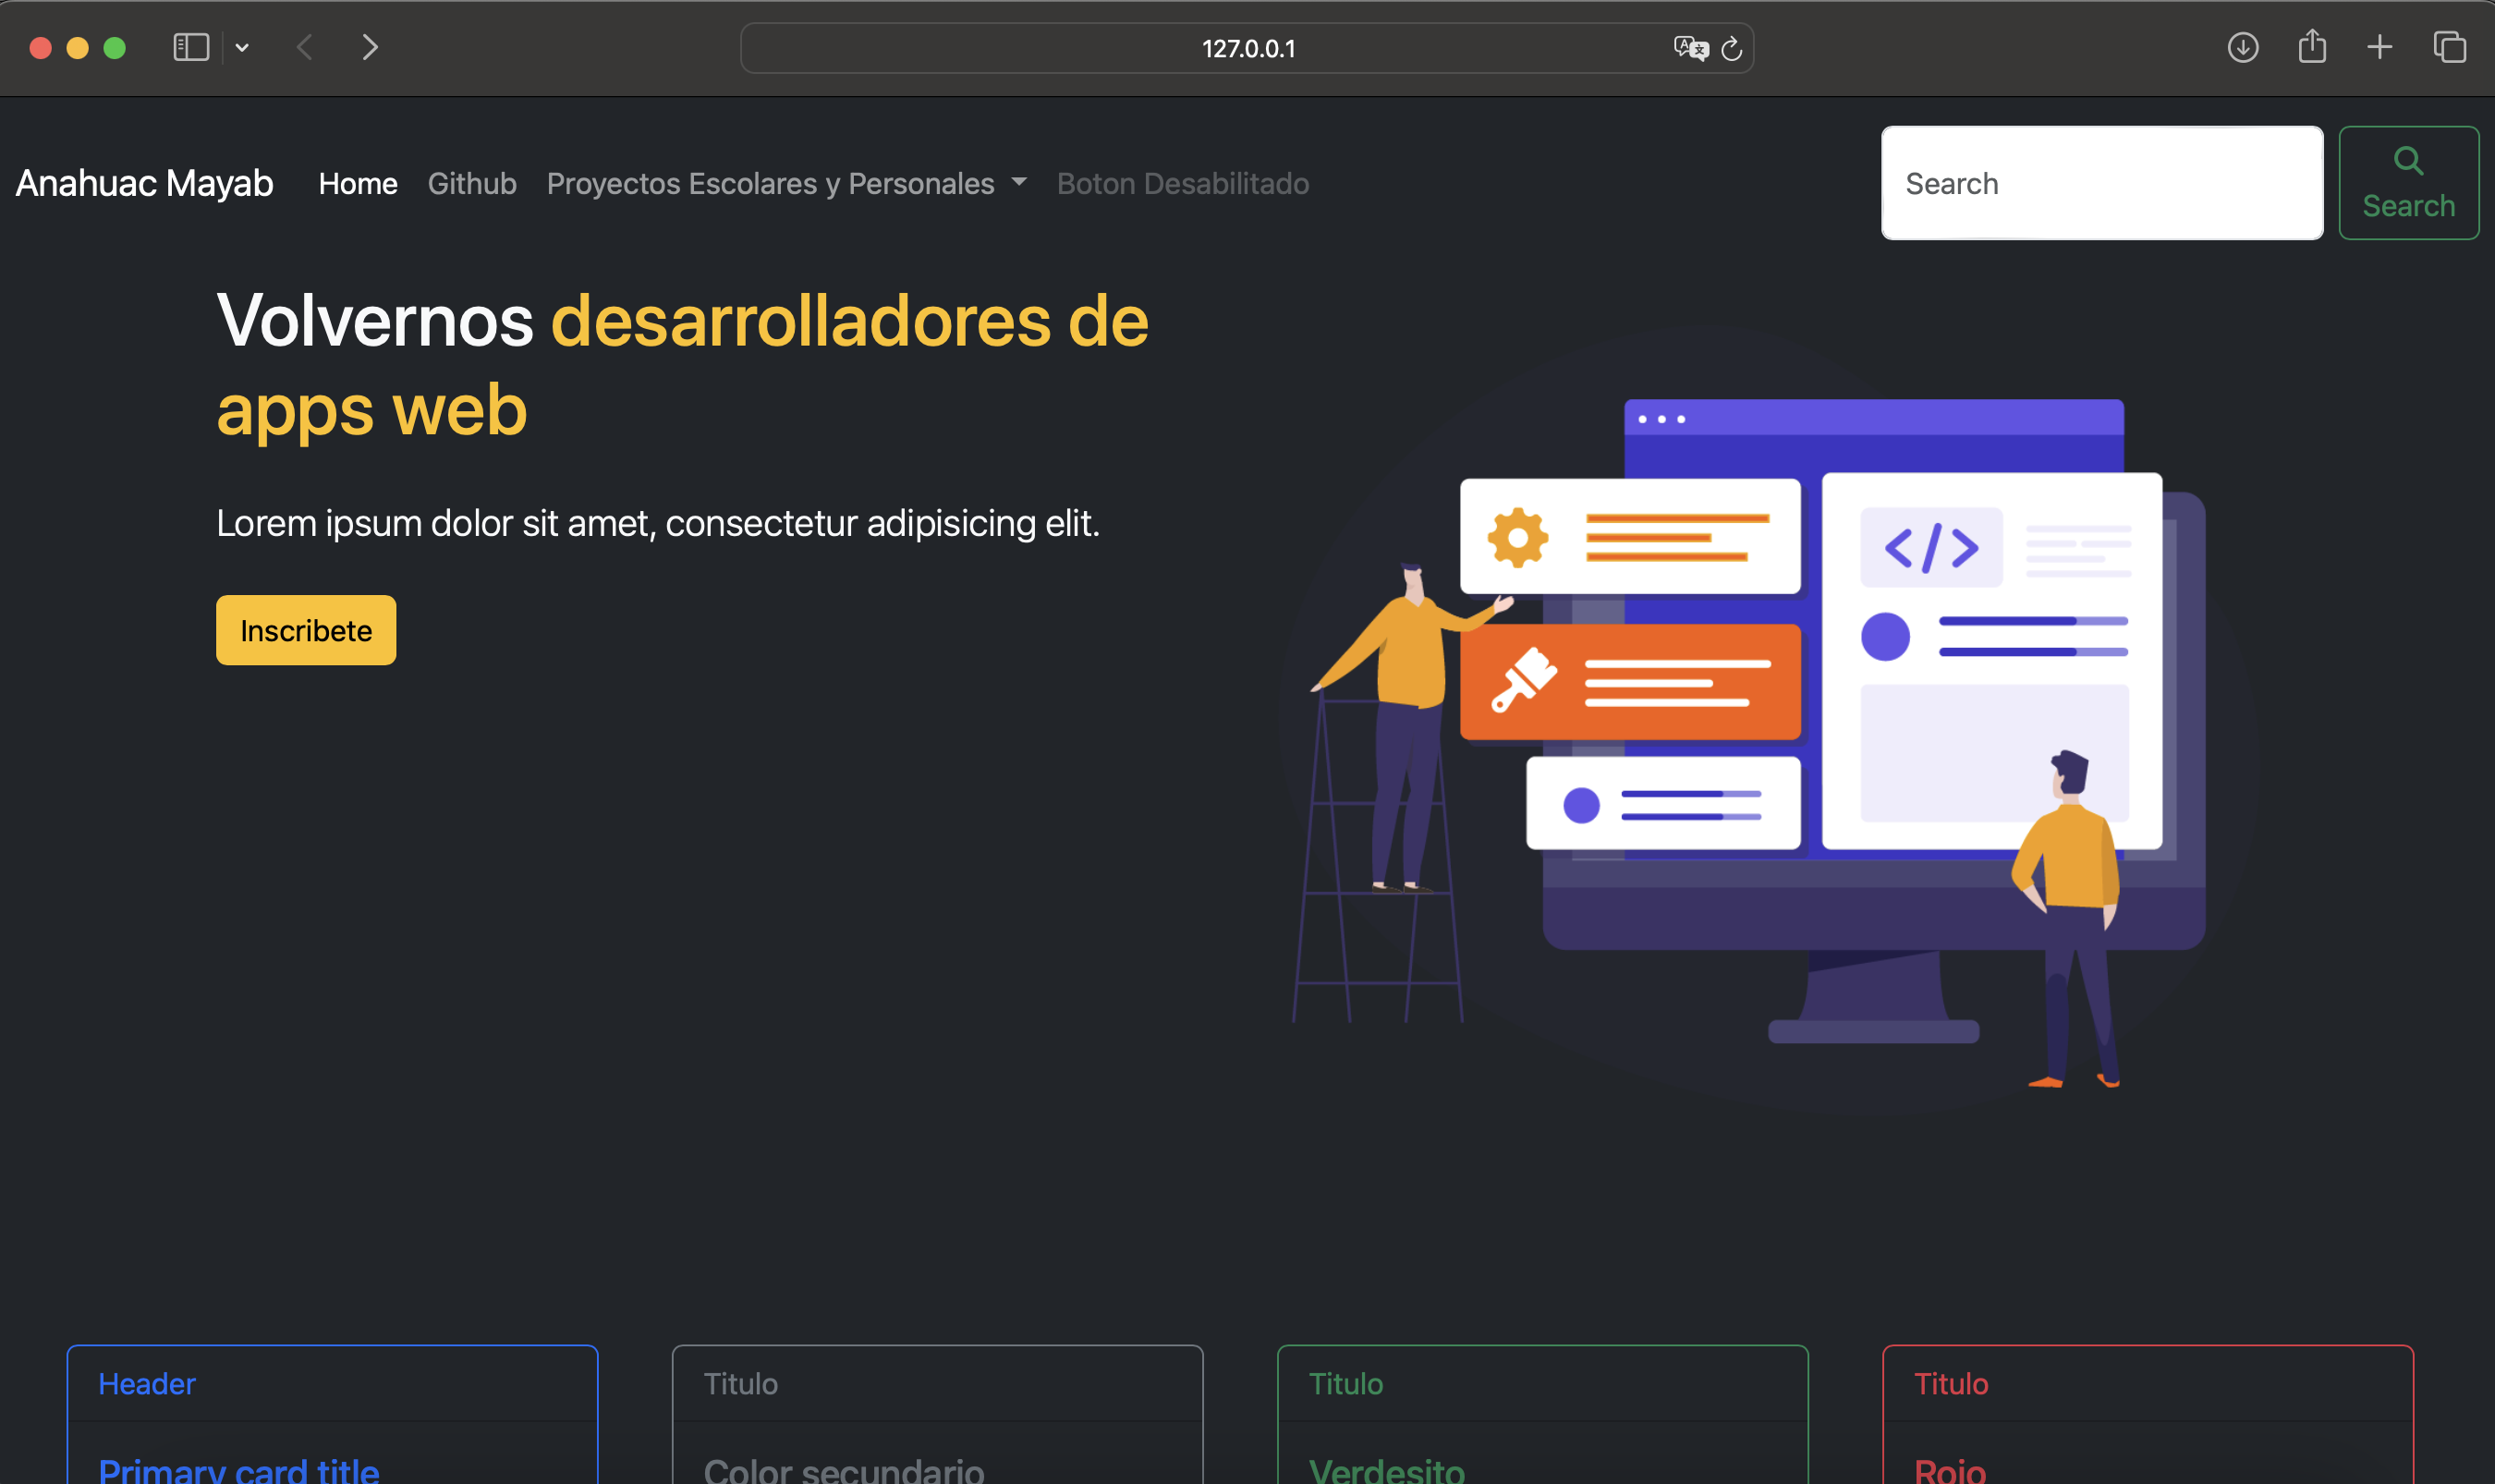 127.0.0.1
Anahuac Mayab Home Github Proyectos Escolares y Personales Boton Desabilitado Search Search
Volvernos desarrolladores de
apps web
Lorem ipsum dolor sit amet, consectetur adipisicing elit.
Inscribete
</>
Header Titulo Titulo Titulo
Primary card title Color secundario Verdesito Rojo